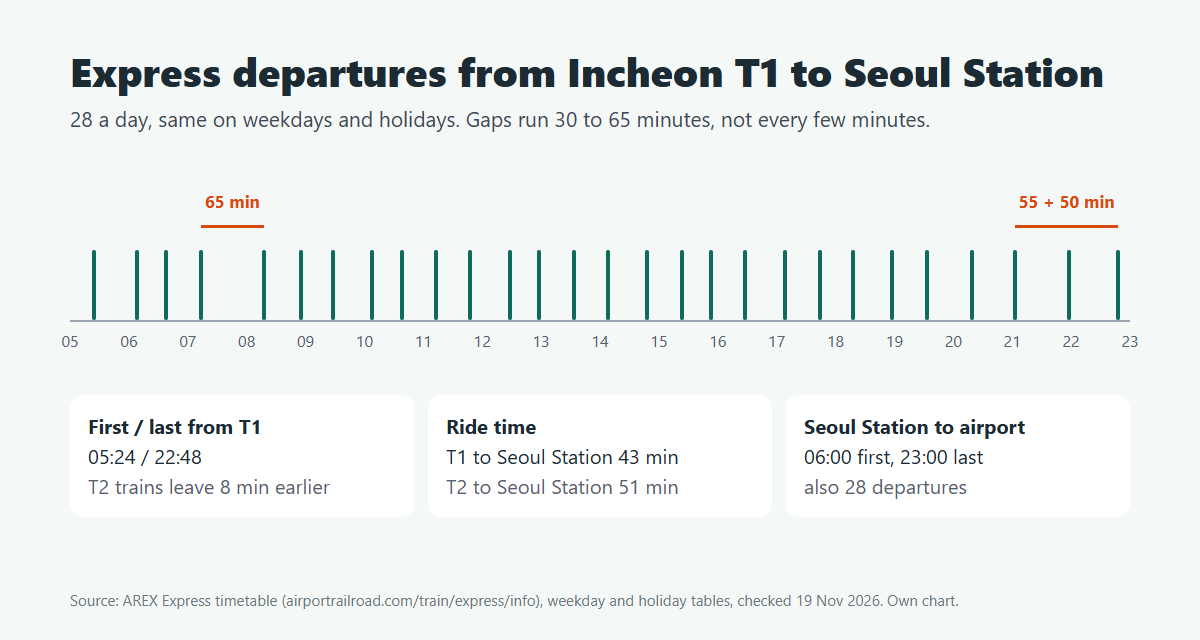 Express departures from Incheon T1 to Seoul Station
28 a day, same on weekdays and holidays. Gaps run 30 to 65 minutes, not every few minutes.
65 min
55 + 50 min
05 06 07 08 09 10 11 12 13 14 15 16 17 18 19 20 21 22 23
First / last from T1
05:24 / 22:48
T2 trains leave 8 min earlier
Ride time
T1 to Seoul Station 43 min
T2 to Seoul Station 51 min
Seoul Station to airport
06:00 first, 23:00 last
also 28 departures
Source: AREX Express timetable (airportrailroad.com/train/express/info), weekday and holiday tables, checked 19 Nov 2026. Own chart.